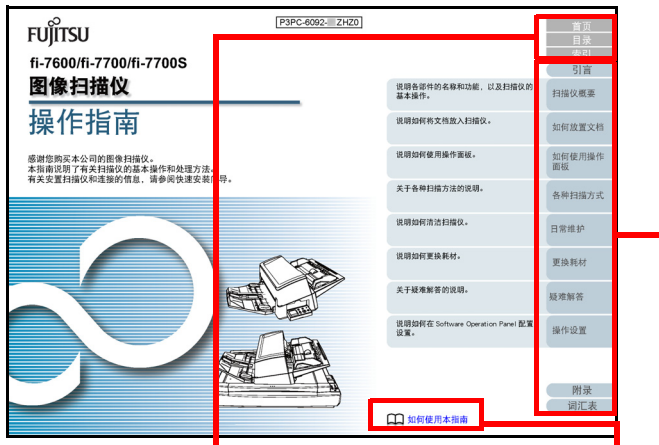 FUJITSU
P3PC-6092- ZHZ0
fi-7600/fi-7700/fi-7700S
图像扫描仪
操作指南
感谢您购买本公司的图像扫描仪。
本指南说明了有关扫描仪的基本操作和处理方法。
有关安置扫描仪和连接的信息，请参阅快速安装向导。
首页
目录
索引
引言
说明各部件的名称和功能，以及扫描仪的
基本操作。
扫描仪概要
说明如何将文档放入扫描仪。
如何放置文档
说明如何使用操作面板。
如何使用操作
面板
关于各种扫描方法的说明。
各种扫描方式
说明如何清洁扫描仪。
日常维护
说明如何更换耗材。
更换耗材
关于疑难解答的说明。
疑难解答
说明如何在 Software Operation Panel 配置
设置。
操作设置
附录
词汇表
如何使用本指南